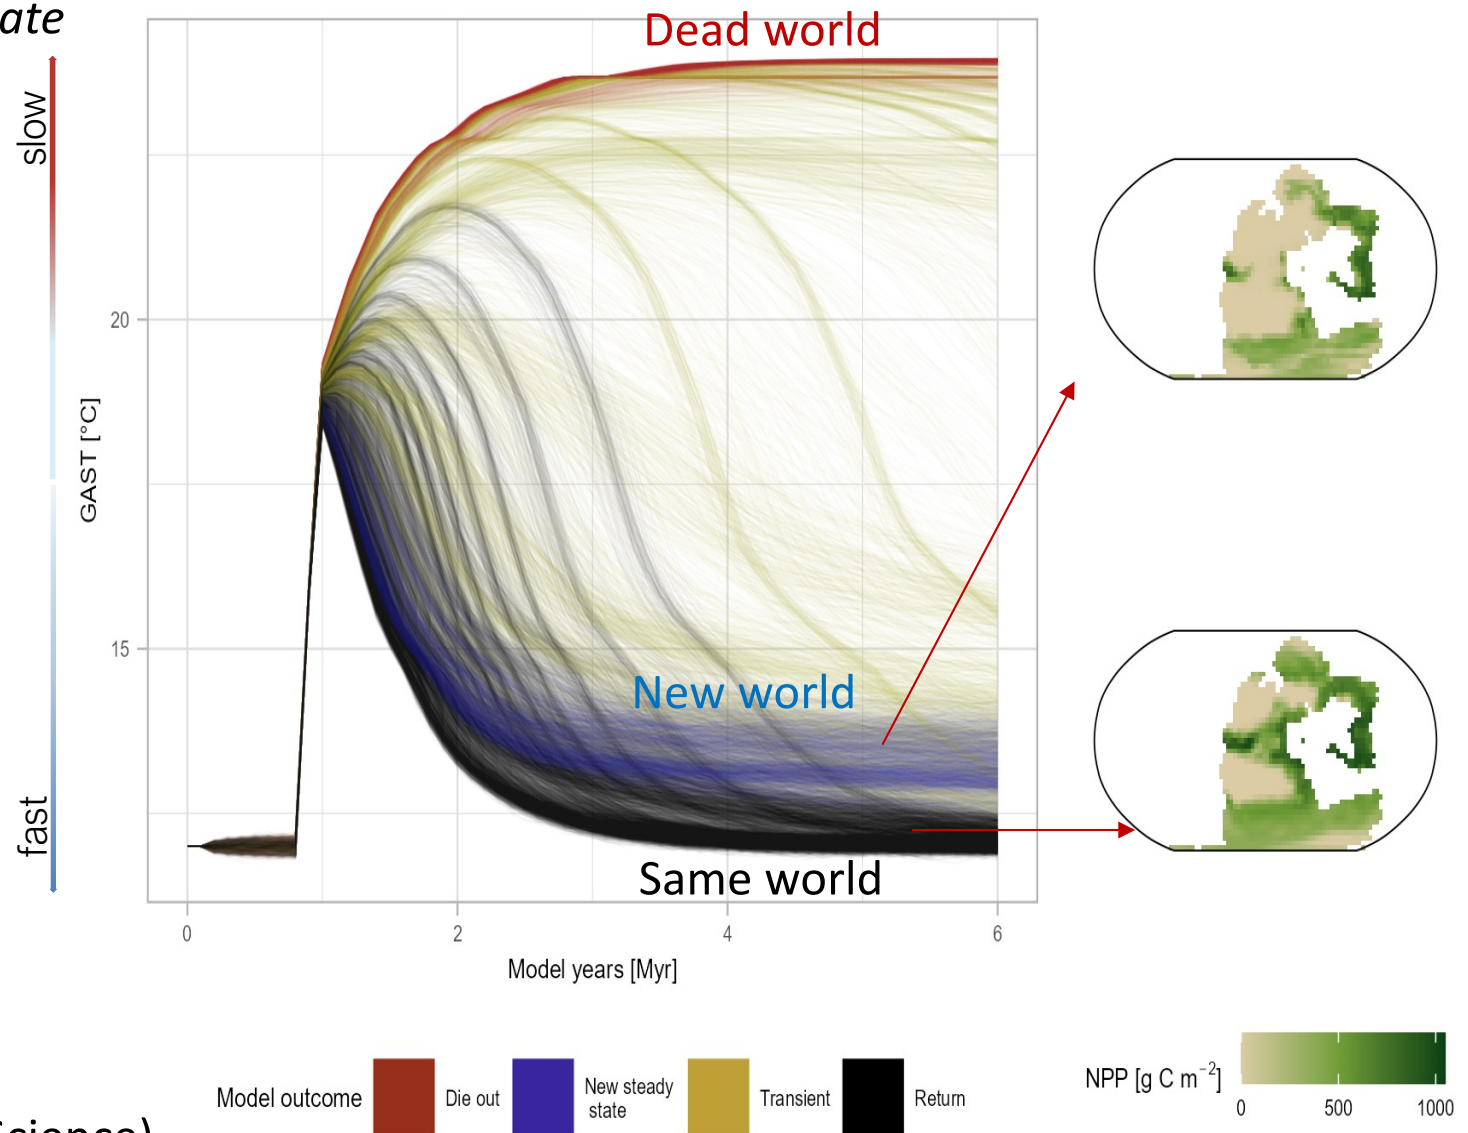 ate
Dead world
slow
20
GAST [°C]
15
New world
fast
Same world
0 2 4 6
Model years [Myr]
Model outcome Die out New steady state Transient Return
NPP [g C m⁻²]
0 500 1000